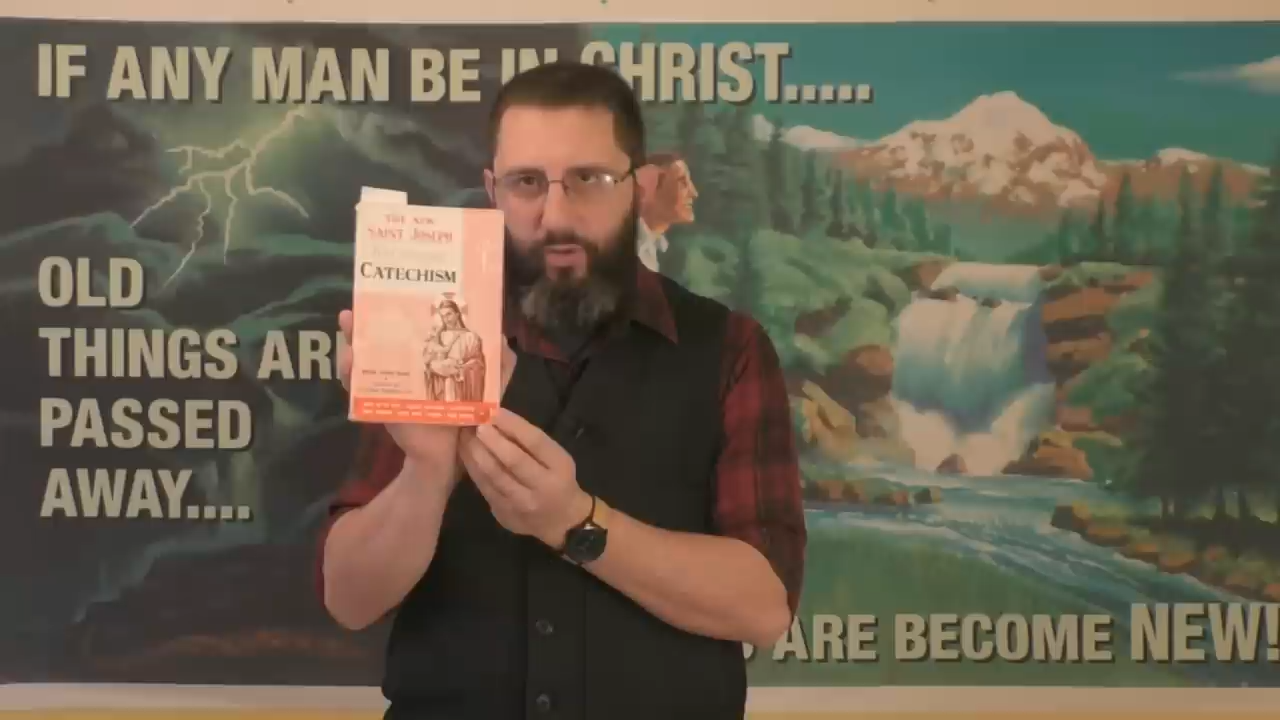 IF ANY MAN BE IN CHRIST.....
OLD
THINGS ARE
PASSED
AWAY....
THE NEW
SAINT JOSEPH
CATECHISM
ARE BECOME NEW!